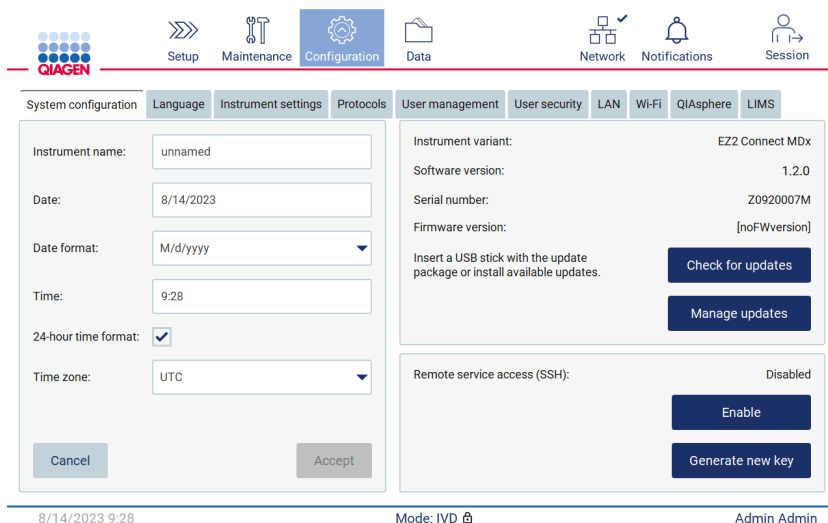 QIAGEN
Setup
Maintenance
Configuration
Data
Network
Notifications
Session
System configuration
Language
Instrument settings
Protocols
User management
User security
LAN
Wi-Fi
QIAsphere
LIMS
Instrument name:
unnamed
Date:
8/14/2023
Date format:
M/d/yyyy
Time:
9:28
24-hour time format:
Time zone:
UTC
Cancel
Accept
Instrument variant:
EZ2 Connect MDx
Software version:
1.2.0
Serial number:
Z0920007M
Firmware version:
[noFWversion]
Insert a USB stick with the update
package or install available updates.
Check for updates
Manage updates
Remote service access (SSH):
Disabled
Enable
Generate new key
8/14/2023 9:28
Mode: IVD
Admin Admin